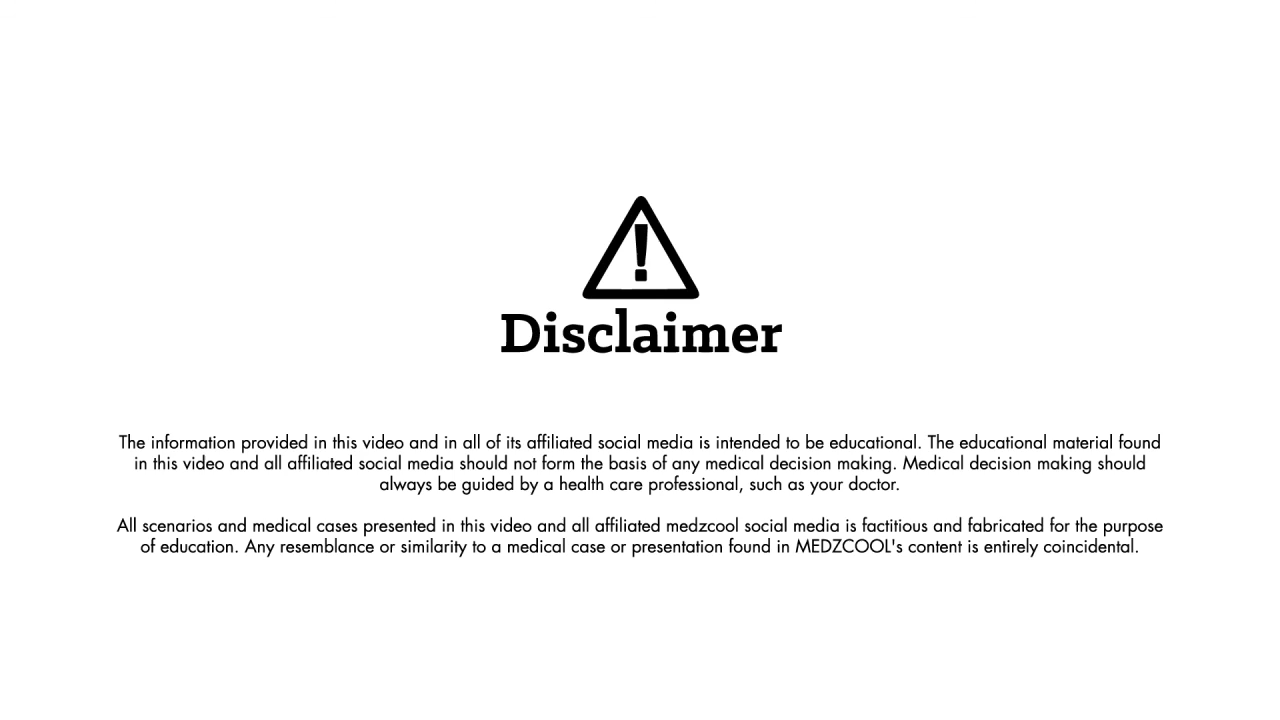 Disclaimer
The information provided in this video and in all of its affiliated social media is intended to be educational. The educational material found
in this video and all affiliated social media should not form the basis of any medical decision making. Medical decision making should
always be guided by a health care professional, such as your doctor.
All scenarios and medical cases presented in this video and all affiliated medzcool social media is factitious and fabricated for the purpose
of education. Any resemblance or similarity to a medical case or presentation found in MEDZCOOL's content is entirely coincidental.